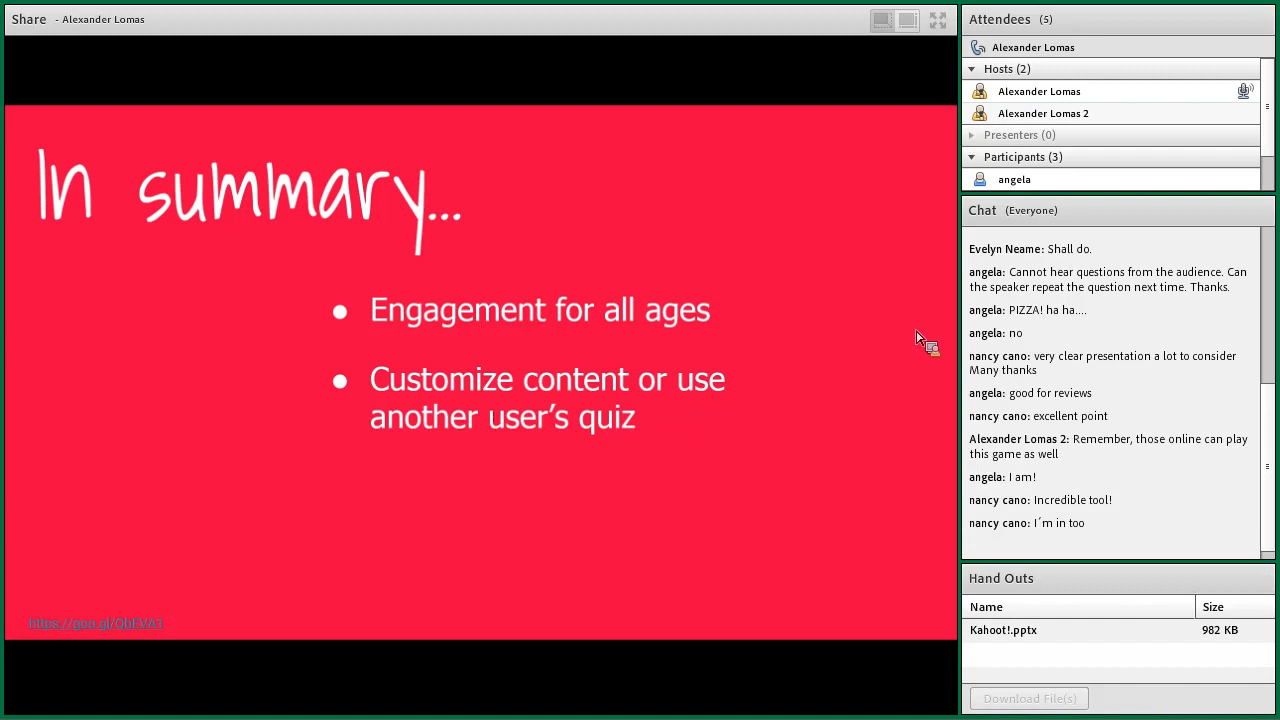 Share - Alexander Lomas
In summary...
● Engagement for all ages
● Customize content or use
another user's quiz
https://goo.gl/QbEVA1
Attendees (5)
Alexander Lomas
Hosts (2)
Alexander Lomas
Alexander Lomas 2
Presenters (0)
Participants (3)
angela
Chat (Everyone)
Evelyn Neame: Shall do.
angela: Cannot hear questions from the audience. Can
the speaker repeat the question next time. Thanks.
angela: PIZZA! ha ha....
angela: no
nancy cano: very clear presentation a lot to consider
Many thanks
angela: good for reviews
nancy cano: excellent point
Alexander Lomas 2: Remember, those online can play
this game as well
angela: I am!
nancy cano: Incredible tool!
nancy cano: I´m in too
Hand Outs
Name Size
Kahoot!.pptx 982 KB
Download File(s)